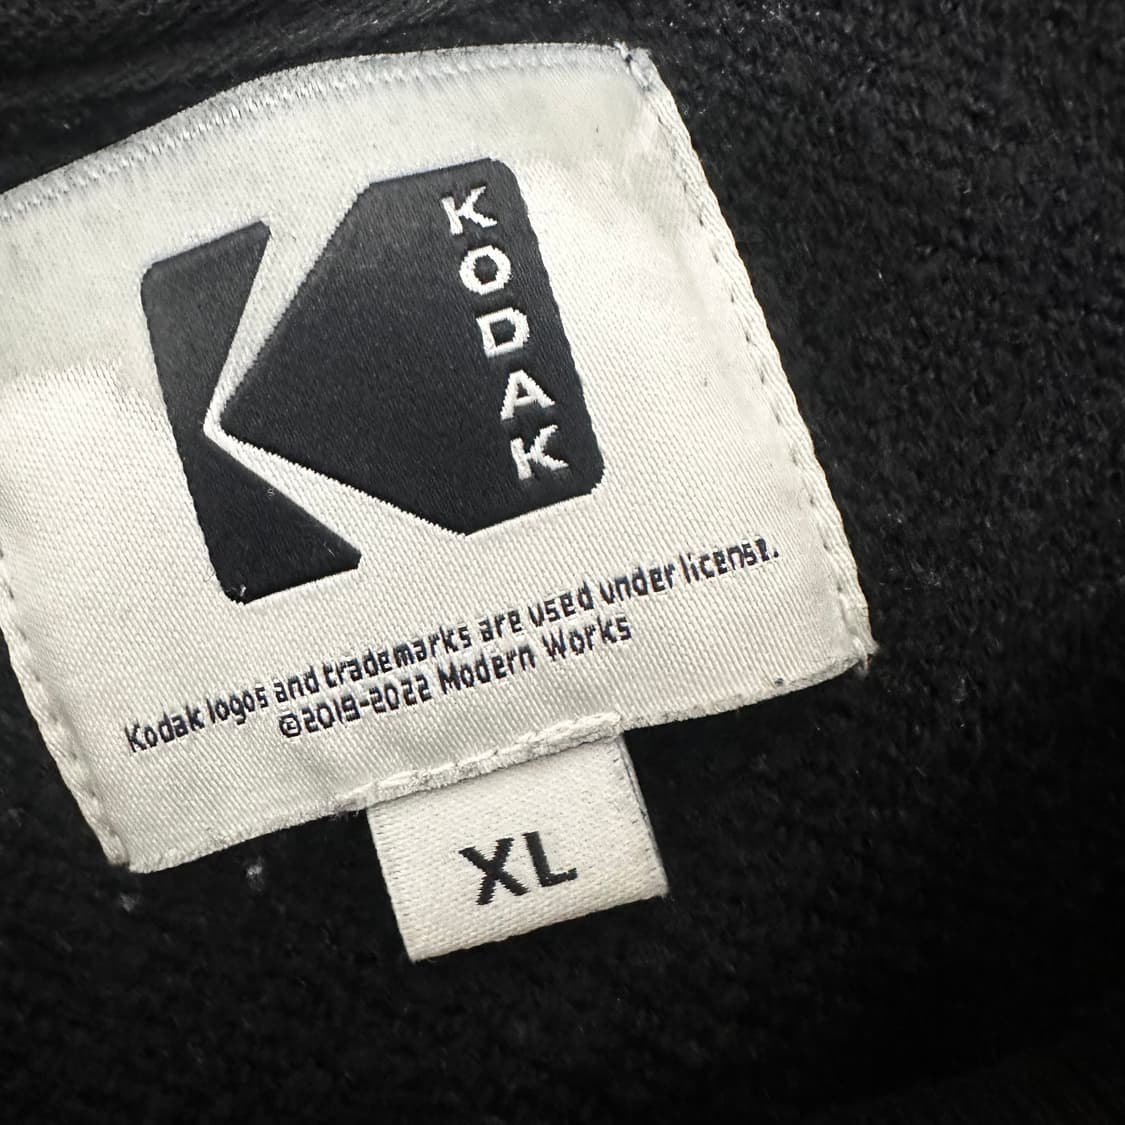 KODAK
Kodak logos and trademarks are used under license.
©2019-2022 Modern Works
XL